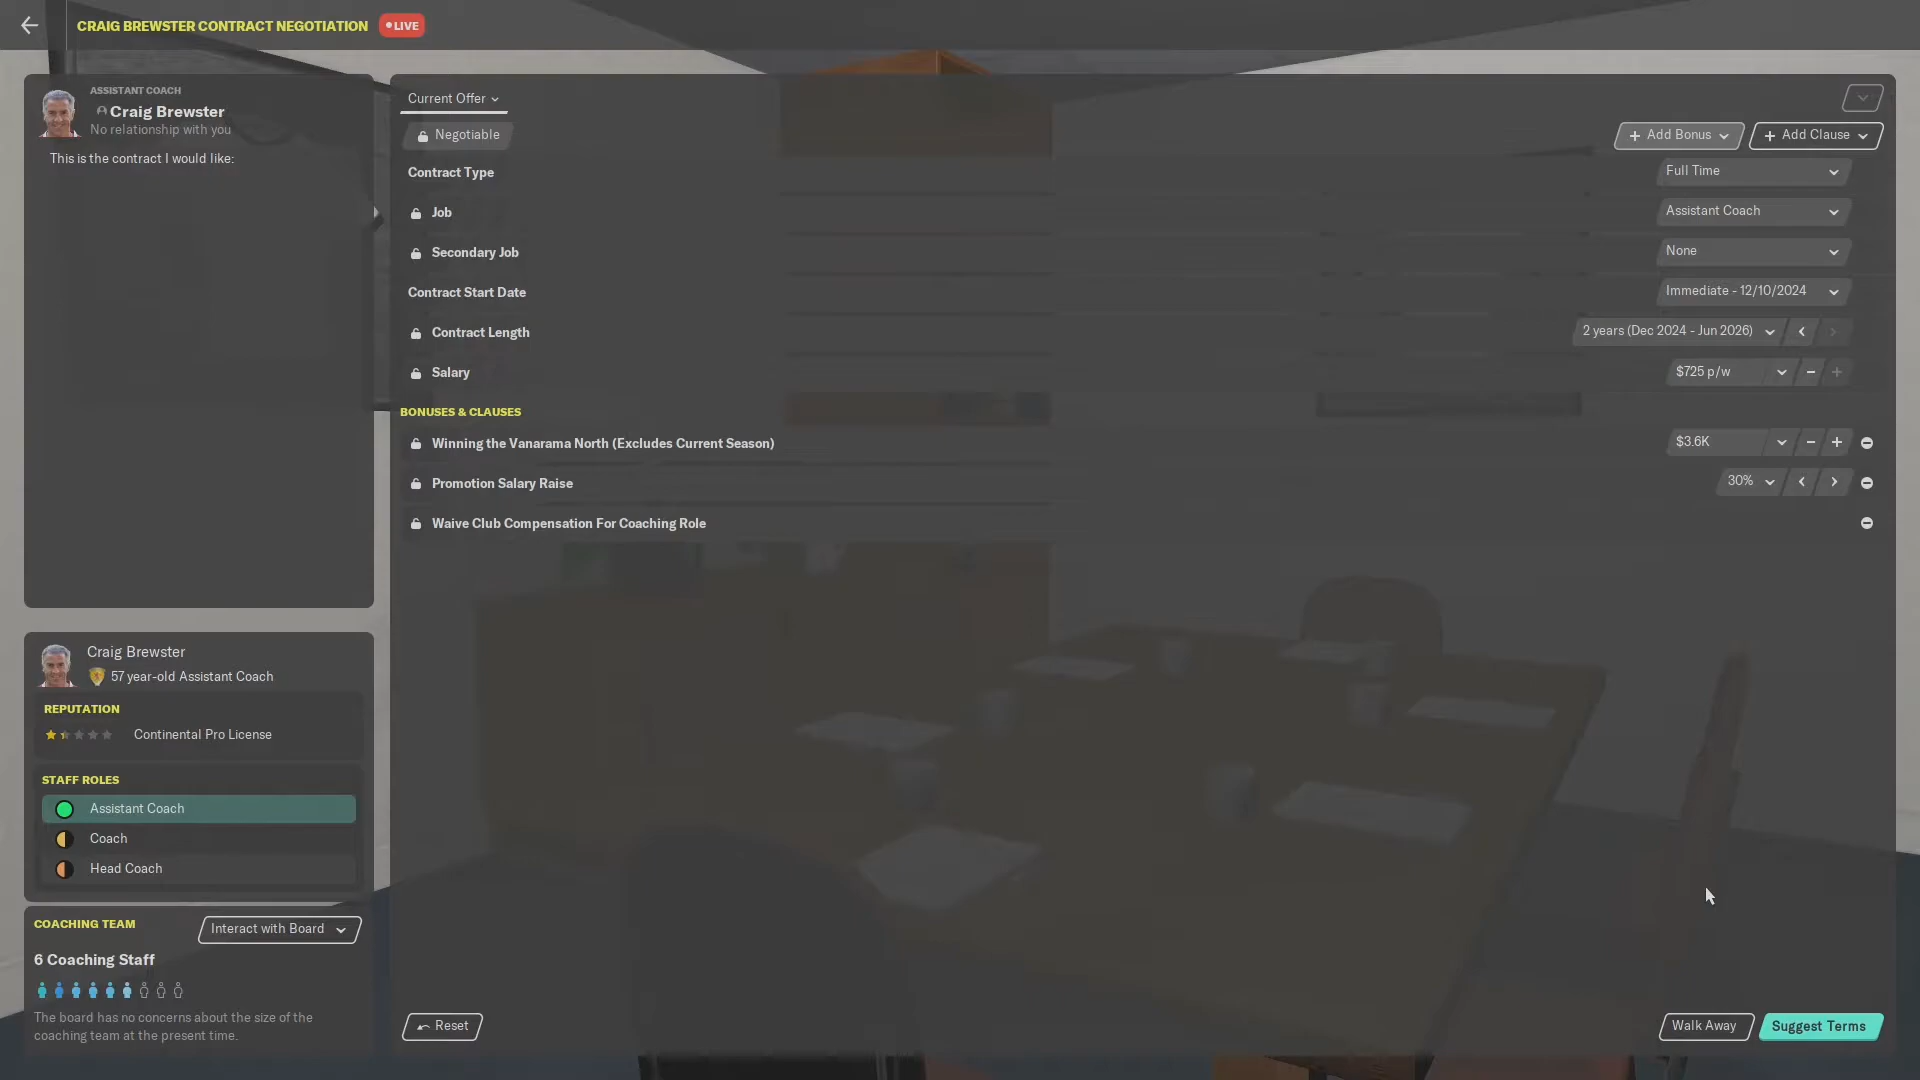 CRAIG BREWSTER CONTRACT NEGOTIATION LIVE
ASSISTANT COACH
Craig Brewster
No relationship with you
This is the contract I would like:
Craig Brewster
57 year-old Assistant Coach
REPUTATION
Continental Pro License
STAFF ROLES
Assistant Coach
Coach
Head Coach
COACHING TEAM
Interact with Board
6 Coaching Staff
The board has no concerns about the size of the
coaching team at the present time.
Current Offer
Negotiable
+ Add Bonus
+ Add Clause
Contract Type Full Time
Job Assistant Coach
Secondary Job None
Contract Start Date Immediate - 12/10/2024
Contract Length 2 years (Dec 2024 - Jun 2026)
Salary $725 p/w
BONUSES & CLAUSES
Winning the Vanarama North (Excludes Current Season) $3.6K
Promotion Salary Raise 30%
Waive Club Compensation For Coaching Role
Reset
Walk Away
Suggest Terms